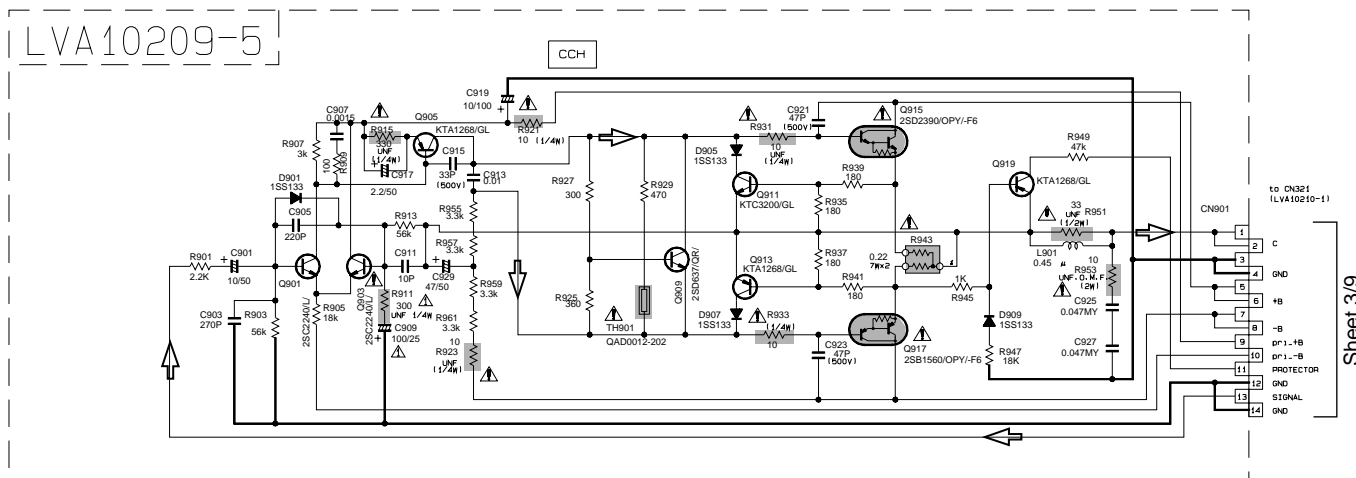 LVA10209-5
CCH
C919
10/100
C907
0.0015
R915
330
UNF
(1/4W)
Q905
KTA1268/GL
R921
10 (1/4W)
R907
3k
100
R909
C917
2.2/50
C915
33P
(500V)
C913
0.01
D901
1SS133
C905
220P
R913
56k
R955
3.3k
R957
3.3k
R901
2.2K
C901
10/50
Q901
2SC2240/L/
Q903
2SC2240/L/
C911
10P
C929
47/50
R959
3.3k
R911
300
UNF 1/4W
C909
100/25
R961
3.3k
10
R923
UNF
(1/4W)
C903
270P
R903
56k
R905
18k
R927
300
R929
470
R925
360
TH901
QAD0012-202
Q909
2SD637/QR/
R931
10
UNF
(1/4W)
C921
47P
(500V)
Q915
2SD2390/OPY/-F6
D905
1SS133
Q911
KTC3200/GL
R939
180
R935
180
Q913
KTA1268/GL
R937
180
R941
180
R943
0.22
7W×2
D907
1SS133
R933
(1/4W)
10
C923
47P
(500V)
Q917
2SB1560/OPY/-F6
1K
R945
Q919
KTA1268/GL
R949
47k
D909
1SS133
R947
18K
33
UNF R951
(1/2W)
L901
0.45 μ
10
R953
UNF.O.M.F.
(2W)
C925
0.047MY
C927
0.047MY
to CN321
(LVA10210-1)
CN901
1
2 C
3
4 GND
5
6 +B
7
8 -B
9 pri.+B
10 pri.-B
11 PROTECTOR
12 GND
13 SIGNAL
14 GND
Sheet 3/9